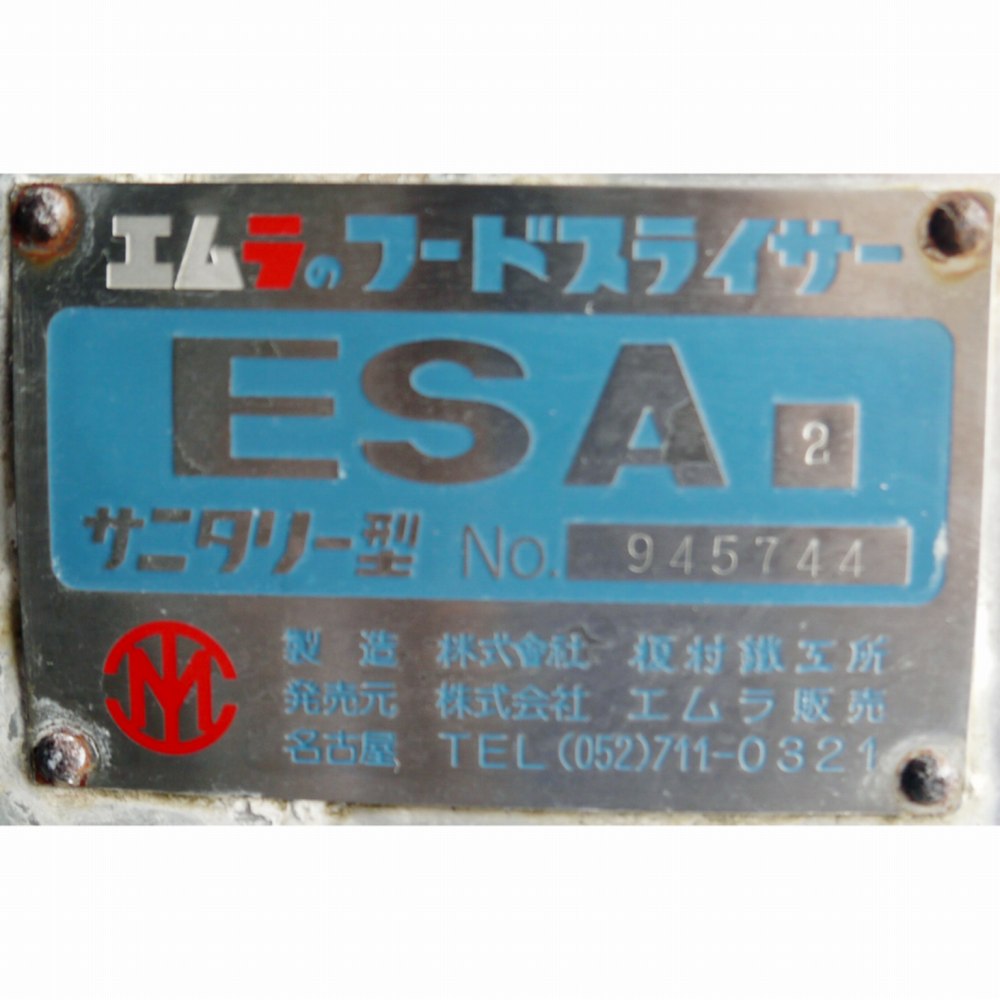 エムラのフードスライサー
ESA 2
サニタリー型 No. 945744
製造 株式會社 榎村鐵工所
発売元 株式会社 エムラ販売
名古屋 TEL(052)711-0321